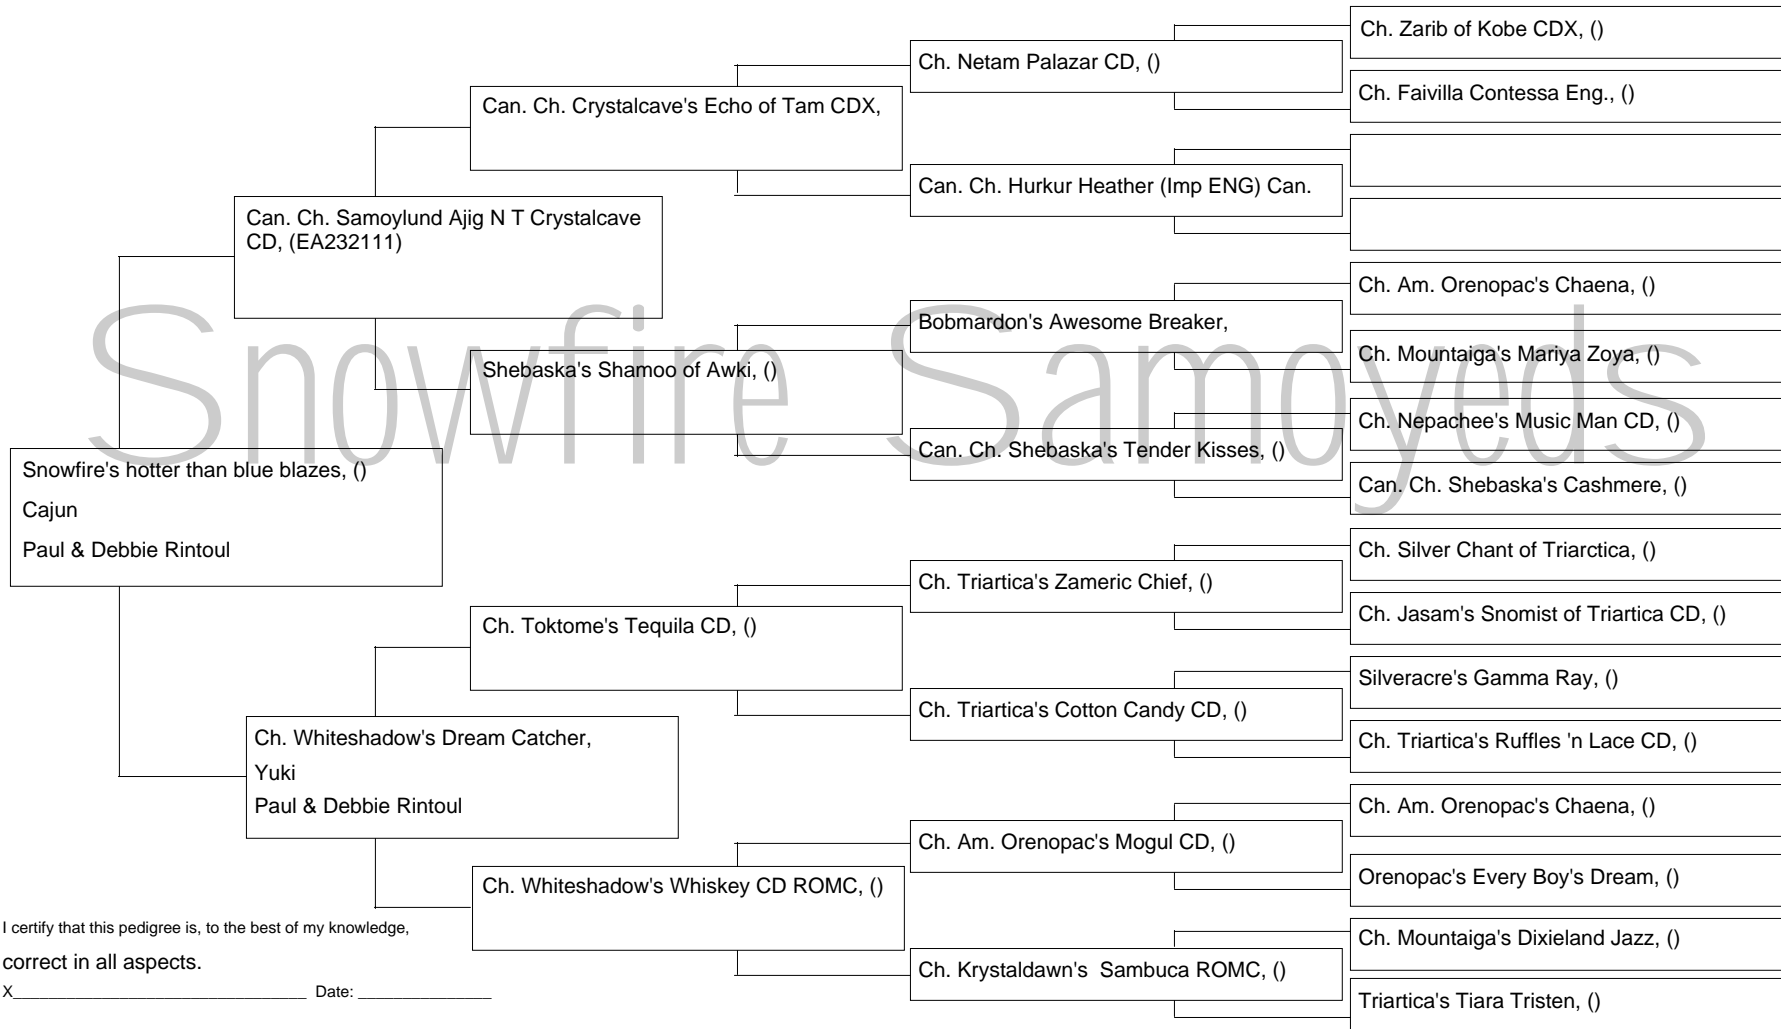 Snowfire Samoyeds
Snowfire's hotter than blue blazes, ()
Cajun
Paul & Debbie Rintoul
Can. Ch. Samoylund Ajig N T Crystalcave
CD, (EA232111)
Ch. Whiteshadow's Dream Catcher,
Yuki
Paul & Debbie Rintoul
Can. Ch. Crystalcave's Echo of Tam CDX,
Shebaska's Shamoo of Awki, ()
Ch. Toktome's Tequila CD, ()
Ch. Whiteshadow's Whiskey CD ROMC, ()
Ch. Netam Palazar CD, ()
Can. Ch. Hurkur Heather (Imp ENG) Can.
Bobmardon's Awesome Breaker,
Can. Ch. Shebaska's Tender Kisses, ()
Ch. Triartica's Zameric Chief, ()
Ch. Triartica's Cotton Candy CD, ()
Ch. Am. Orenopac's Mogul CD, ()
Ch. Krystaldawn's  Sambuca ROMC, ()
Ch. Zarib of Kobe CDX, ()
Ch. Faivilla Contessa Eng., ()
Ch. Am. Orenopac's Chaena, ()
Ch. Mountaiga's Mariya Zoya, ()
Ch. Nepachee's Music Man CD, ()
Can. Ch. Shebaska's Cashmere, ()
Ch. Silver Chant of Triarctica, ()
Ch. Jasam's Snomist of Triartica CD, ()
Silveracre's Gamma Ray, ()
Ch. Triartica's Ruffles 'n Lace CD, ()
Ch. Am. Orenopac's Chaena, ()
Orenopac's Every Boy's Dream, ()
Ch. Mountaiga's Dixieland Jazz, ()
Triartica's Tiara Tristen, ()
I certify that this pedigree is, to the best of my knowledge,
correct in all aspects.
X_________________________________ Date: _______________